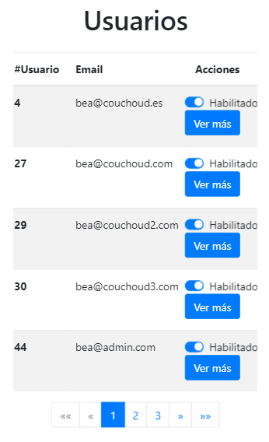 Usuarios
#Usuario Email Acciones
4 bea@couchoud.es Habilitado
Ver más
27 bea@couchoud.com Habilitado
Ver más
29 bea@couchoud2.com Habilitado
Ver más
30 bea@couchoud3.com Habilitado
Ver más
44 bea@admin.com Habilitado
Ver más
«« « 1 2 3 » »»